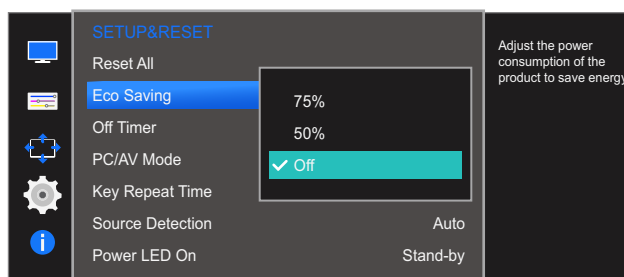 SETUP&RESET
Reset All
Eco Saving
75%
50%
Off
Off Timer
PC/AV Mode
Key Repeat Time
Source Detection Auto
Power LED On Stand-by
Adjust the power
consumption of the
product to save energy